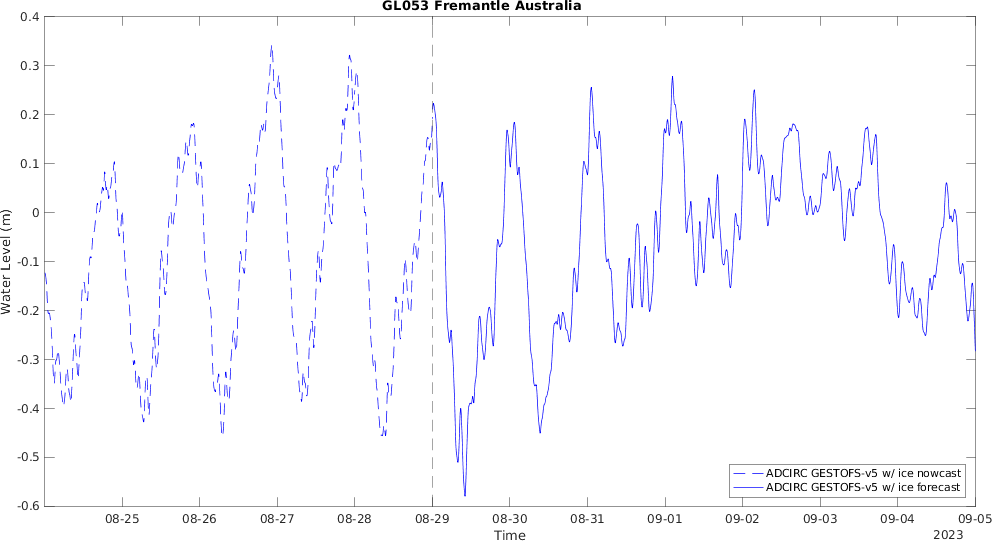 GL053 Fremantle Australia
0.4
0.3
0.2
0.1
0
-0.1
-0.2
-0.3
-0.4
-0.5
-0.6
Water Level (m)
ADCIRC GESTOFS-v5 w/ ice nowcast
ADCIRC GESTOFS-v5 w/ ice forecast
08-25 08-26 08-27 08-28 08-29 08-30 08-31 09-01 09-02 09-03 09-04 09-05
Time
2023